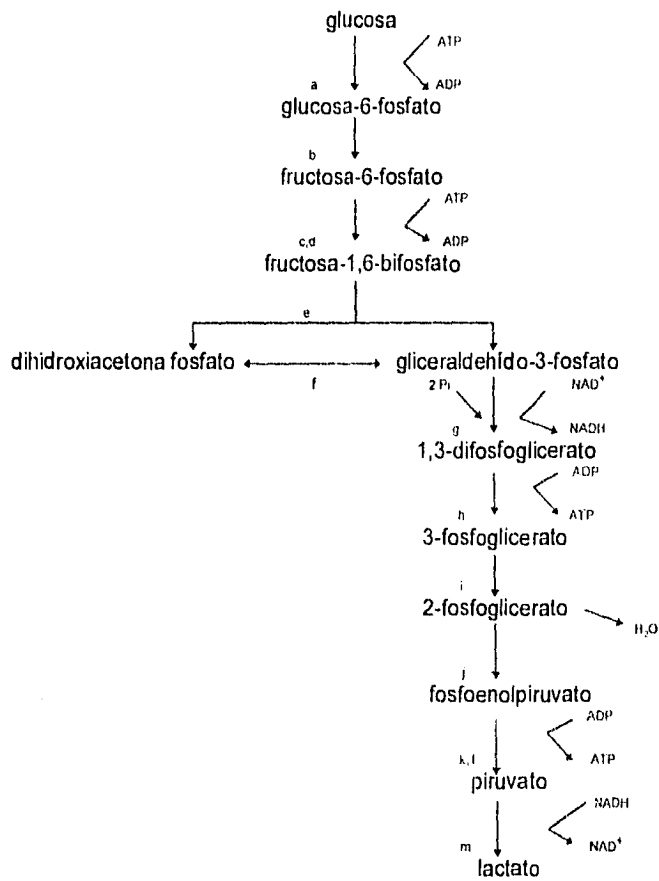 glucosa
ATP
ADP
a
glucosa-6-fosfato
b
fructosa-6-fosfato
ATP
ADP
c,d
fructosa-1,6-bifosfato
e
dihidroxiacetona fosfato
gliceraldehído-3-fosfato
f
2 Pi
NAD+
NADH
g
1,3-difosfoglicerato
ADP
ATP
h
3-fosfoglicerato
i
2-fosfoglicerato
H2O
j
fosfoenolpiruvato
ADP
ATP
k,l
piruvato
NADH
NAD+
m
lactato